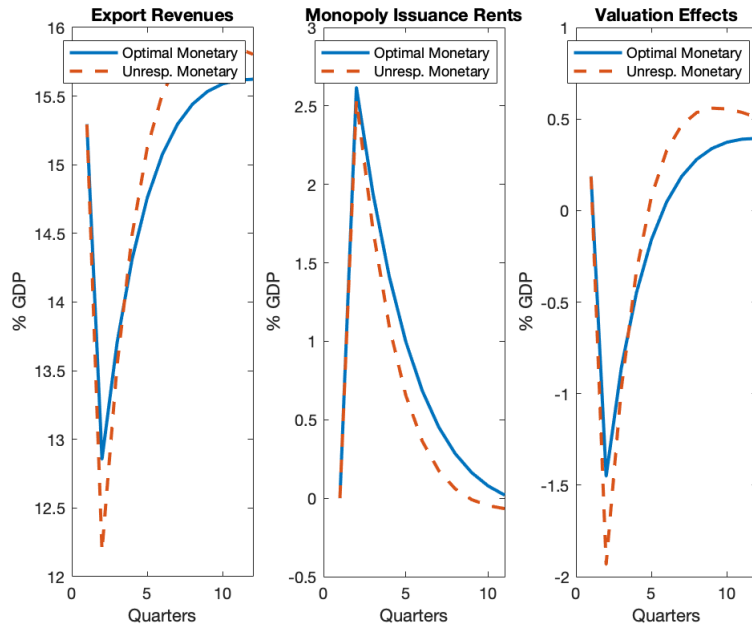 Export Revenues
16
Optimal Monetary
Unresp. Monetary
15.5
15
14.5
14
13.5
13
12.5
12
% GDP
0
5
10
Quarters
Monopoly Issuance Rents
3
Optimal Monetary
Unresp. Monetary
2.5
2
1.5
1
0.5
0
-0.5
% GDP
0
5
10
Quarters
Valuation Effects
1
Optimal Monetary
Unresp. Monetary
0.5
0
-0.5
-1
-1.5
-2
% GDP
0
5
10
Quarters